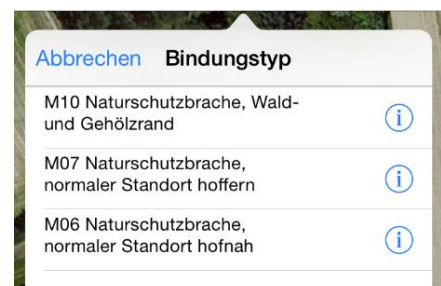 Abbrechen Bindungstyp
M10 Naturschutzbrache, Wald-
und Gehölzrand
M07 Naturschutzbrache,
normaler Standort hoffern
M06 Naturschutzbrache,
normaler Standort hofnah